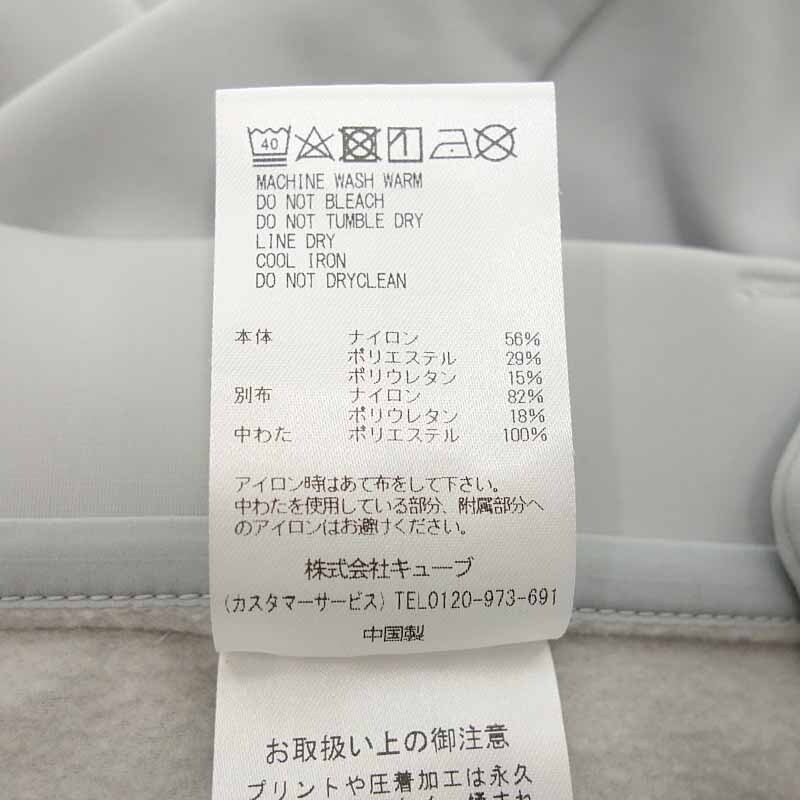 40
MACHINE WASH WARM
DO NOT BLEACH
DO NOT TUMBLE DRY
LINE DRY
COOL IRON
DO NOT DRYCLEAN
本体 ナイロン 56%
ポリエステル 29%
ポリウレタン 15%
別布 ナイロン 82%
ポリウレタン 18%
中わた ポリエステル 100%
アイロン時はあて布をして下さい。
中わたを使用している部分、附属部分へ
のアイロンはお避けください。
株式会社キューブ
(カスタマーサービス) TEL0120-973-691
中国製
お取扱い上の御注意
プリントや圧着加工は永久